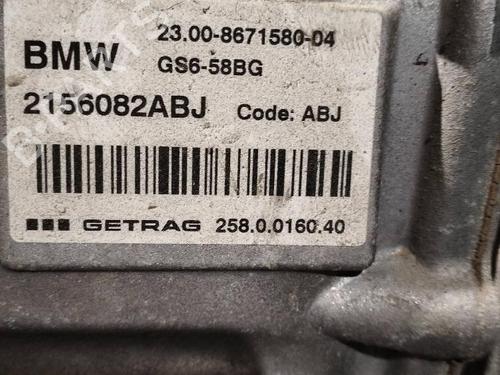 23.00-8671580-04
BMW GS6-58BG
2156082ABJ Code: ABJ
GETRAG 258.0.0160.40